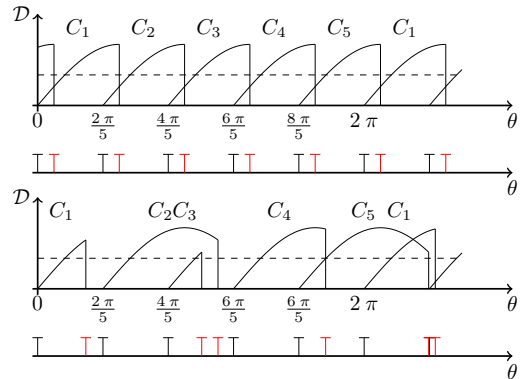 𝒟 C₁ C₂ C₃ C₄ C₅ C₁
0 2π/5 4π/5 6π/5 8π/5 2π θ
θ
𝒟 C₁ C₂C₃ C₄ C₅ C₁
0 2π/5 4π/5 6π/5 6π/5 2π θ
θ